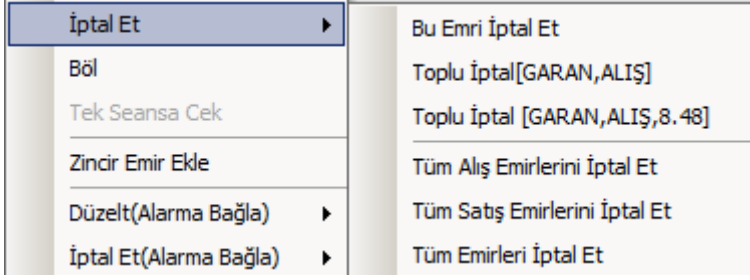 İptal Et
Böl
Tek Seansa Cek
Zincir Emir Ekle
Düzelt(Alarma Bağla)
İptal Et(Alarma Bağla)
Bu Emri İptal Et
Toplu İptal[GARAN,ALIŞ]
Toplu İptal [GARAN,ALIŞ,8.48]
Tüm Alış Emirlerini İptal Et
Tüm Satış Emirlerini İptal Et
Tüm Emirleri İptal Et